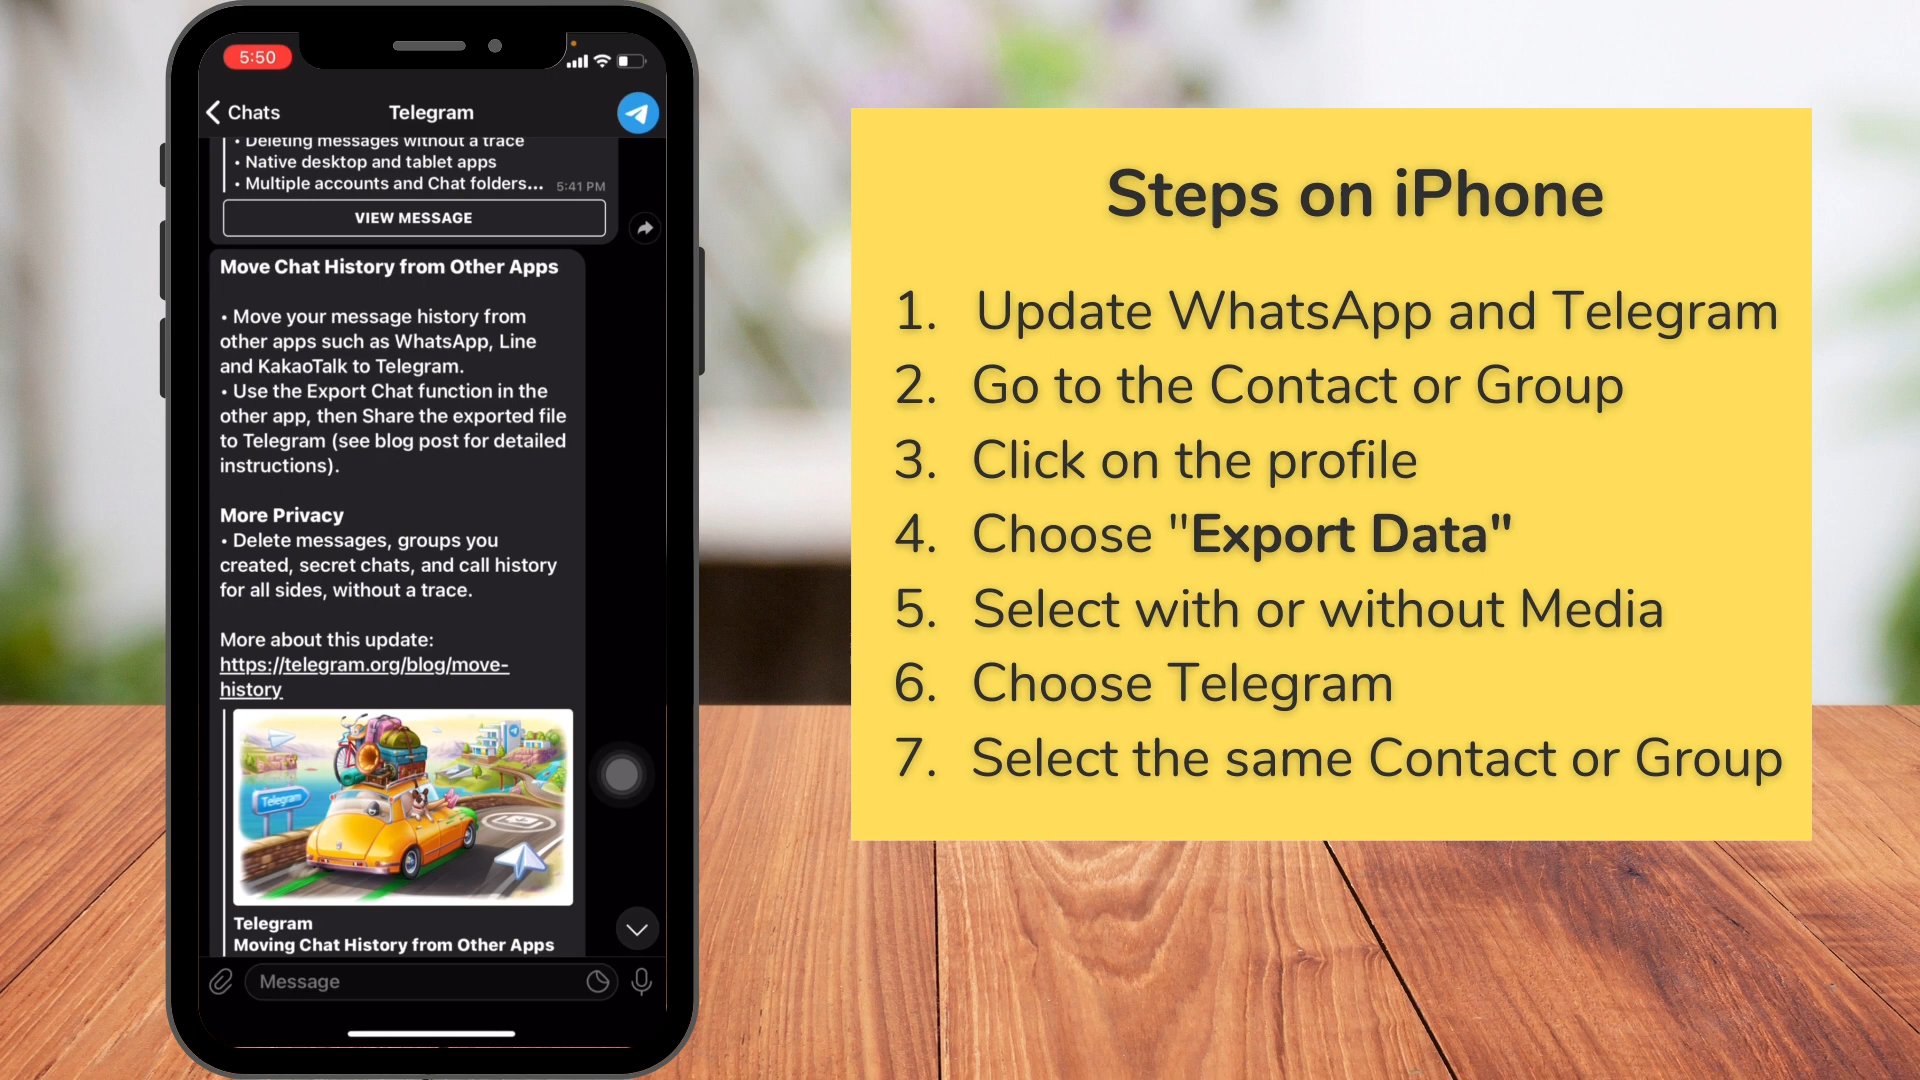 5:50
Chats
Telegram
• Deleting messages without a trace
• Native desktop and tablet apps
• Multiple accounts and Chat folders...
5:41 PM
VIEW MESSAGE
Move Chat History from Other Apps
• Move your message history from
other apps such as WhatsApp, Line
and KakaoTalk to Telegram.
• Use the Export Chat function in the
other app, then Share the exported file
to Telegram (see blog post for detailed
instructions).
More Privacy
• Delete messages, groups you
created, secret chats, and call history
for all sides, without a trace.
More about this update:
https://telegram.org/blog/move-
history
Telegram
Telegram
Moving Chat History from Other Apps
Message
Steps on iPhone
1. Update WhatsApp and Telegram
2. Go to the Contact or Group
3. Click on the profile
4. Choose "Export Data"
5. Select with or without Media
6. Choose Telegram
7. Select the same Contact or Group